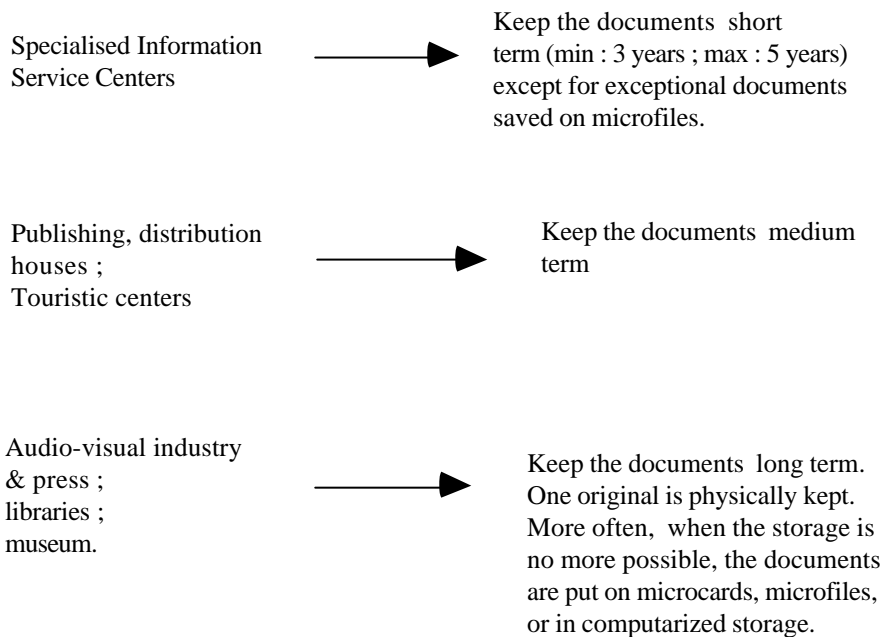 Specialised Information
Service Centers
Keep the documents short
term (min : 3 years ; max : 5 years)
except for exceptional documents
saved on microfiles.
Publishing, distribution
houses ;
Touristic centers
Keep the documents medium
term
Audio-visual industry
& press ;
libraries ;
museum.
Keep the documents long term.
One original is physically kept.
More often, when the storage is
no more possible, the documents
are put on microcards, microfiles,
or in computarized storage.